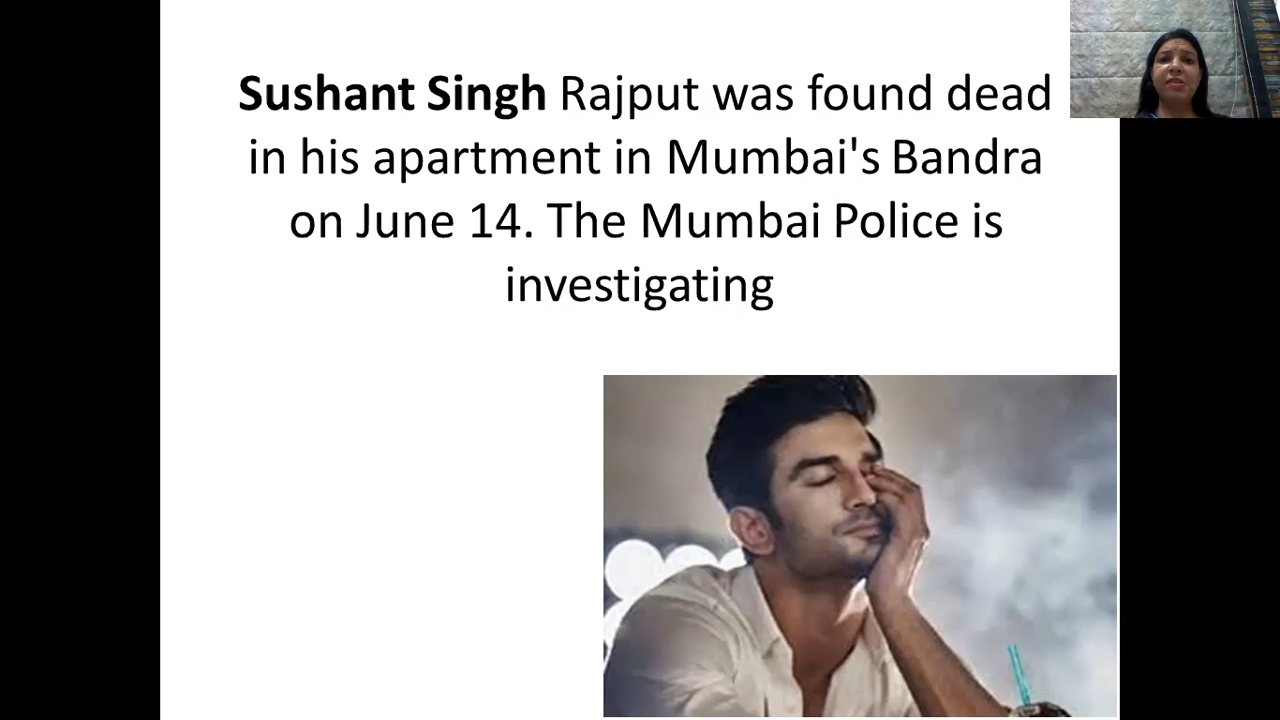 Sushant Singh Rajput was found dead
in his apartment in Mumbai's Bandra
on June 14. The Mumbai Police is
investigating